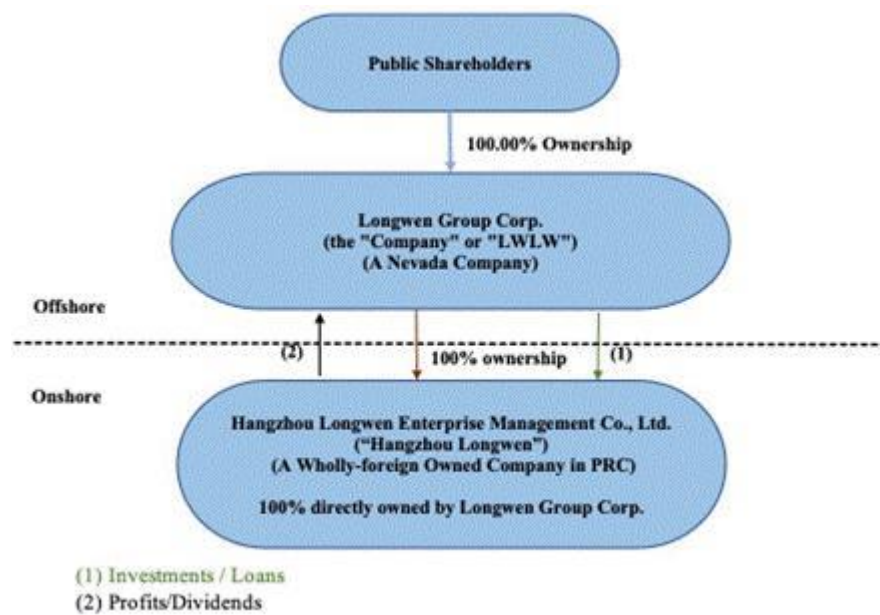 Public Shareholders
100.00% Ownership
Longwen Group Corp.
(the "Company" or "LWLW")
(A Nevada Company)
Offshore
(2)
100% ownership
(1)
Onshore
Hangzhou Longwen Enterprise Management Co., Ltd.
(“Hangzhou Longwen”)
(A Wholly-foreign Owned Company in PRC)
100% directly owned by Longwen Group Corp.
(1) Investments / Loans
(2) Profits/Dividends